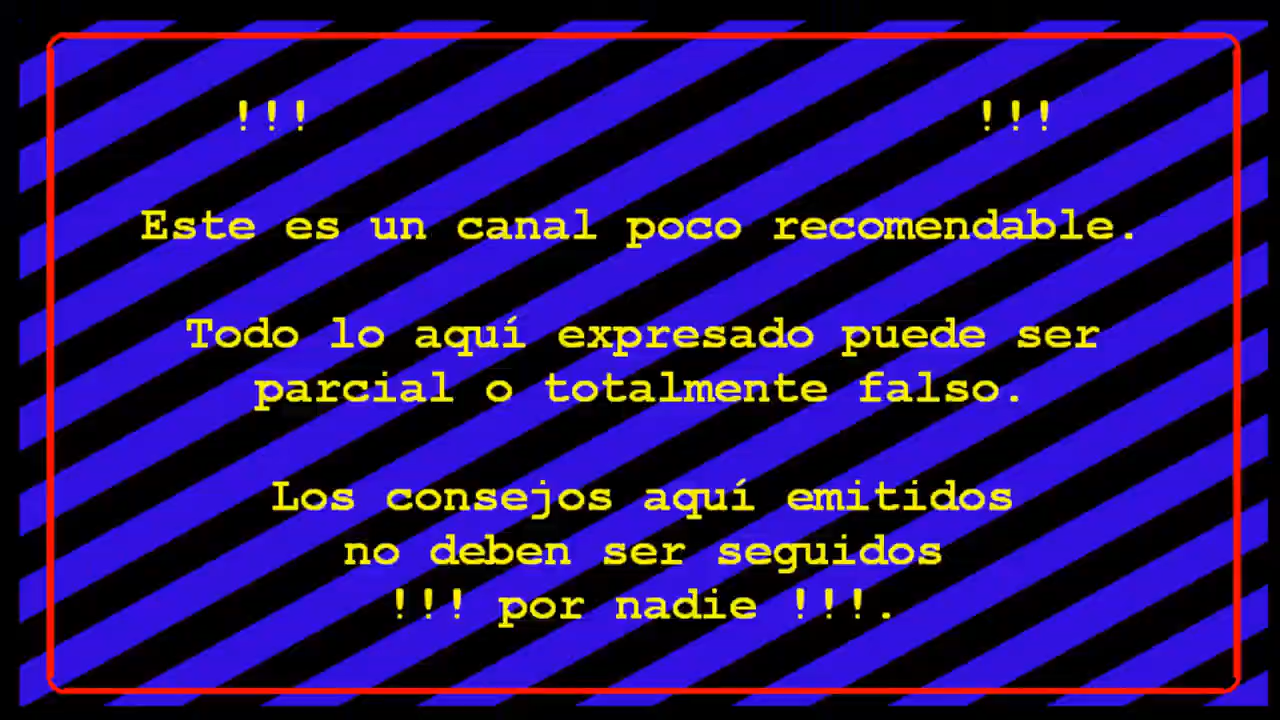 !!! !!!
Este es un canal poco recomendable.
Todo lo aquí expresado puede ser
parcial o totalmente falso.
Los consejos aquí emitidos
no deben ser seguidos
!!! por nadie !!!.